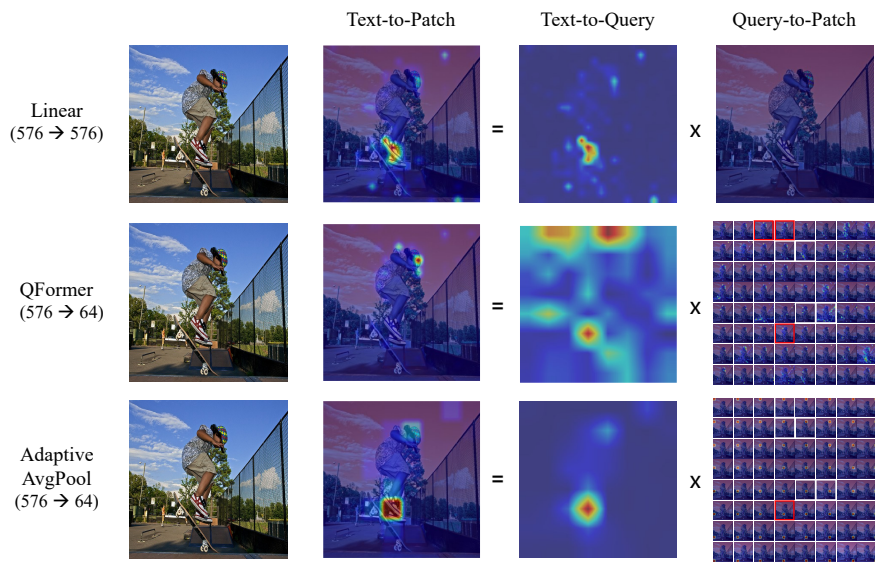 Text-to-Patch Text-to-Query Query-to-Patch
Linear
(576 → 576)
= x
QFormer
(576 → 64)
= x
Adaptive
AvgPool
(576 → 64)
= x